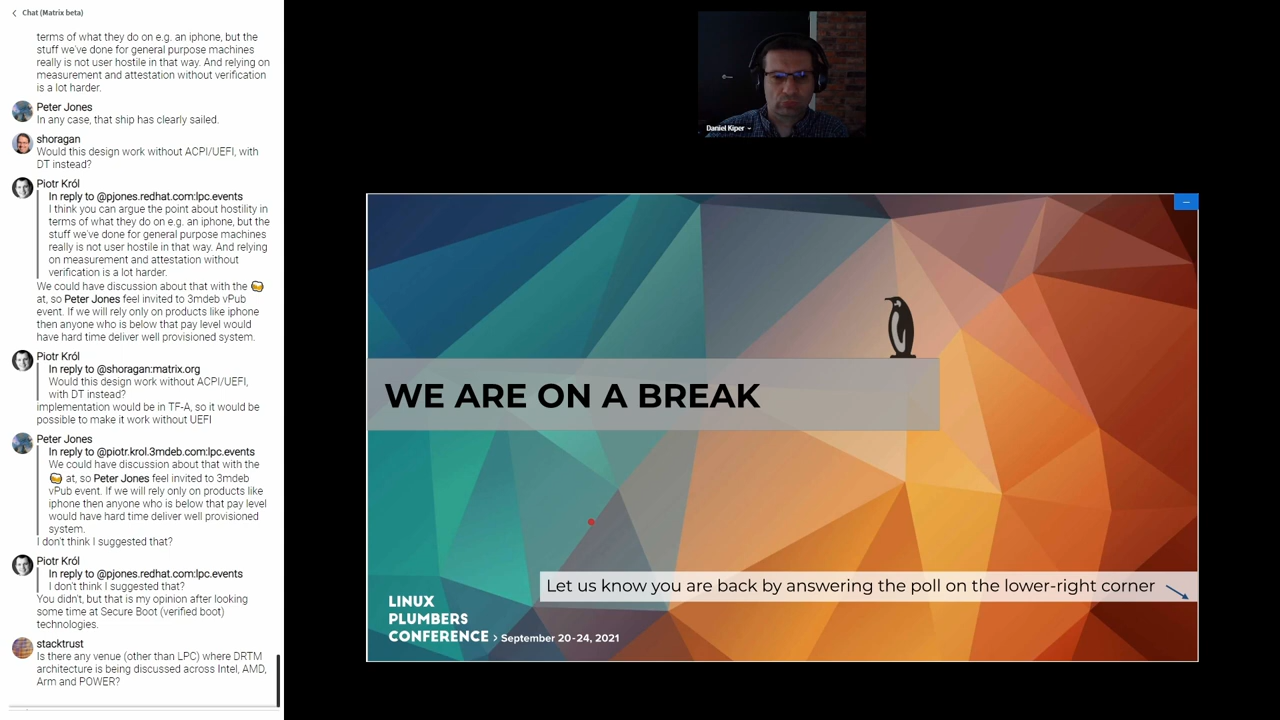 Chat (Matrix beta)
terms of what they do on e.g. an iphone, but the
stuff we've done for general purpose machines
really is not user hostile in that way. And relying on
measurement and attestation without verification
is a lot harder.
Peter Jones
In any case, that ship has clearly sailed.
shoragan
Would this design work without ACPI/UEFI, with
DT instead?
Piotr Król
In reply to @pjones.redhat.com:lpc.events
I think you can argue the point about hostility in
terms of what they do on e.g. an iphone, but the
stuff we've done for general purpose machines
really is not user hostile in that way. And relying
on measurement and attestation without
verification is a lot harder.
We could have discussion about that with the 🍻
at, so Peter Jones feel invited to 3mdeb vPub
event. If we will rely only on products like iphone
then anyone who is below that pay level would
have hard time deliver well provisioned system.
Piotr Król
In reply to @shoragan:matrix.org
Would this design work without ACPI/UEFI,
with DT instead?
implementation would be in TF-A, so it would be
possible to make it work without UEFI
Peter Jones
In reply to @piotr.krol.3mdeb.com:lpc.events
We could have discussion about that with the
🍻 at, so Peter Jones feel invited to 3mdeb
vPub event. If we will rely only on products like
iphone then anyone who is below that pay level
would have hard time deliver well provisioned
system.
I don't think I suggested that?
Piotr Król
In reply to @pjones.redhat.com:lpc.events
I don't think I suggested that?
You didn't, but that is my opinion after looking
some time at Secure Boot (verified boot)
technologies.
stacktrust
Is there any venue (other than LPC) where DRTM
architecture is being discussed across Intel, AMD,
Arm and POWER?
Daniel Kiper
WE ARE ON A BREAK
Let us know you are back by answering the poll on the lower-right corner
LINUX
PLUMBERS
CONFERENCE > September 20-24, 2021